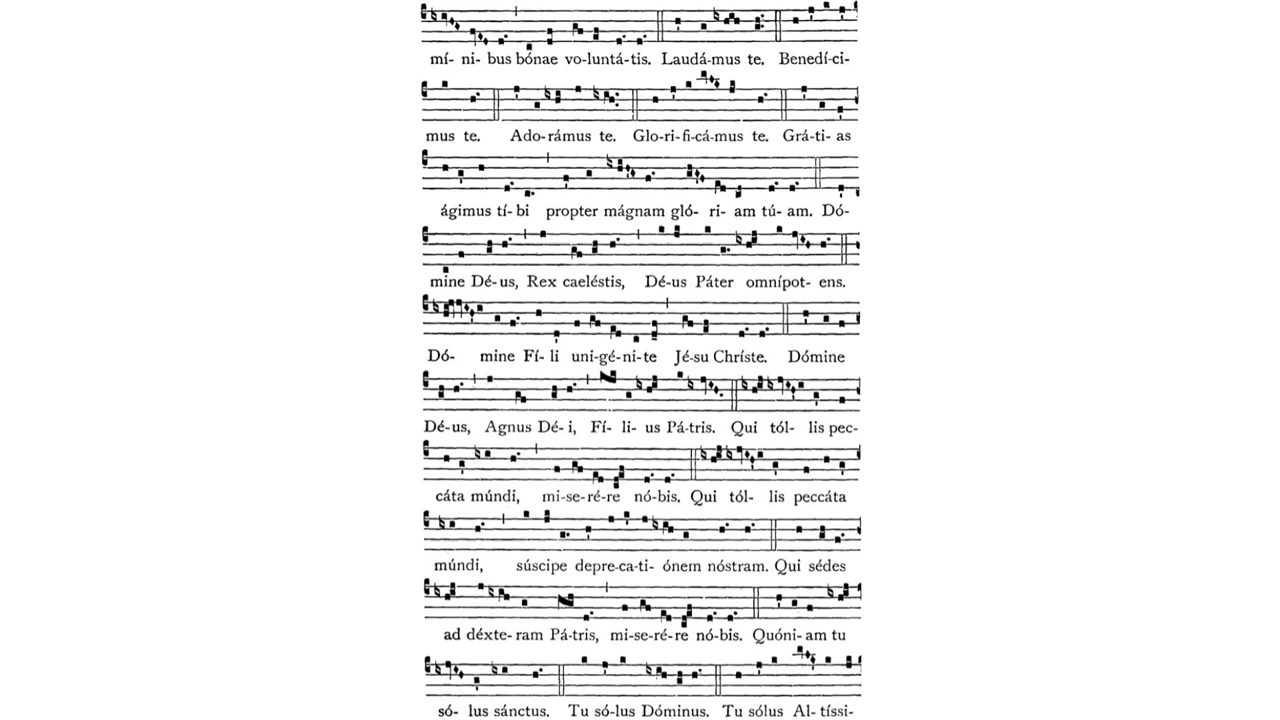 mí- ni- bus bónae vo-luntá-tis. Laudá-mus te. Benedí-ci-
mus te. Ado-rámus te. Glo-ri-fi-cá-mus te. Grá-ti- as
ágimus tí- bi propter mágnam gló- ri- am tú- am. Dó-
mine Dé-us, Rex caeléstis, Dé-us Páter omnípot- ens.
Dó- mine Fí- li uni-gé-ni-te Jé-su Chríste. Dómine
Dé-us, Agnus Dé- i, Fí- li- us Pá-tris. Qui tól- lis pec-
cáta múndi, mi-se-ré-re nó-bis. Qui tól- lis peccáta
múndi, súscipe depre-ca-ti- ónem nóstram. Qui sédes
ad déxte- ram Pá-tris, mi-se-ré-re nó-bis. Quóni- am tu
só- lus sánctus. Tu só-lus Dóminus. Tu sólus Al- tíssi-